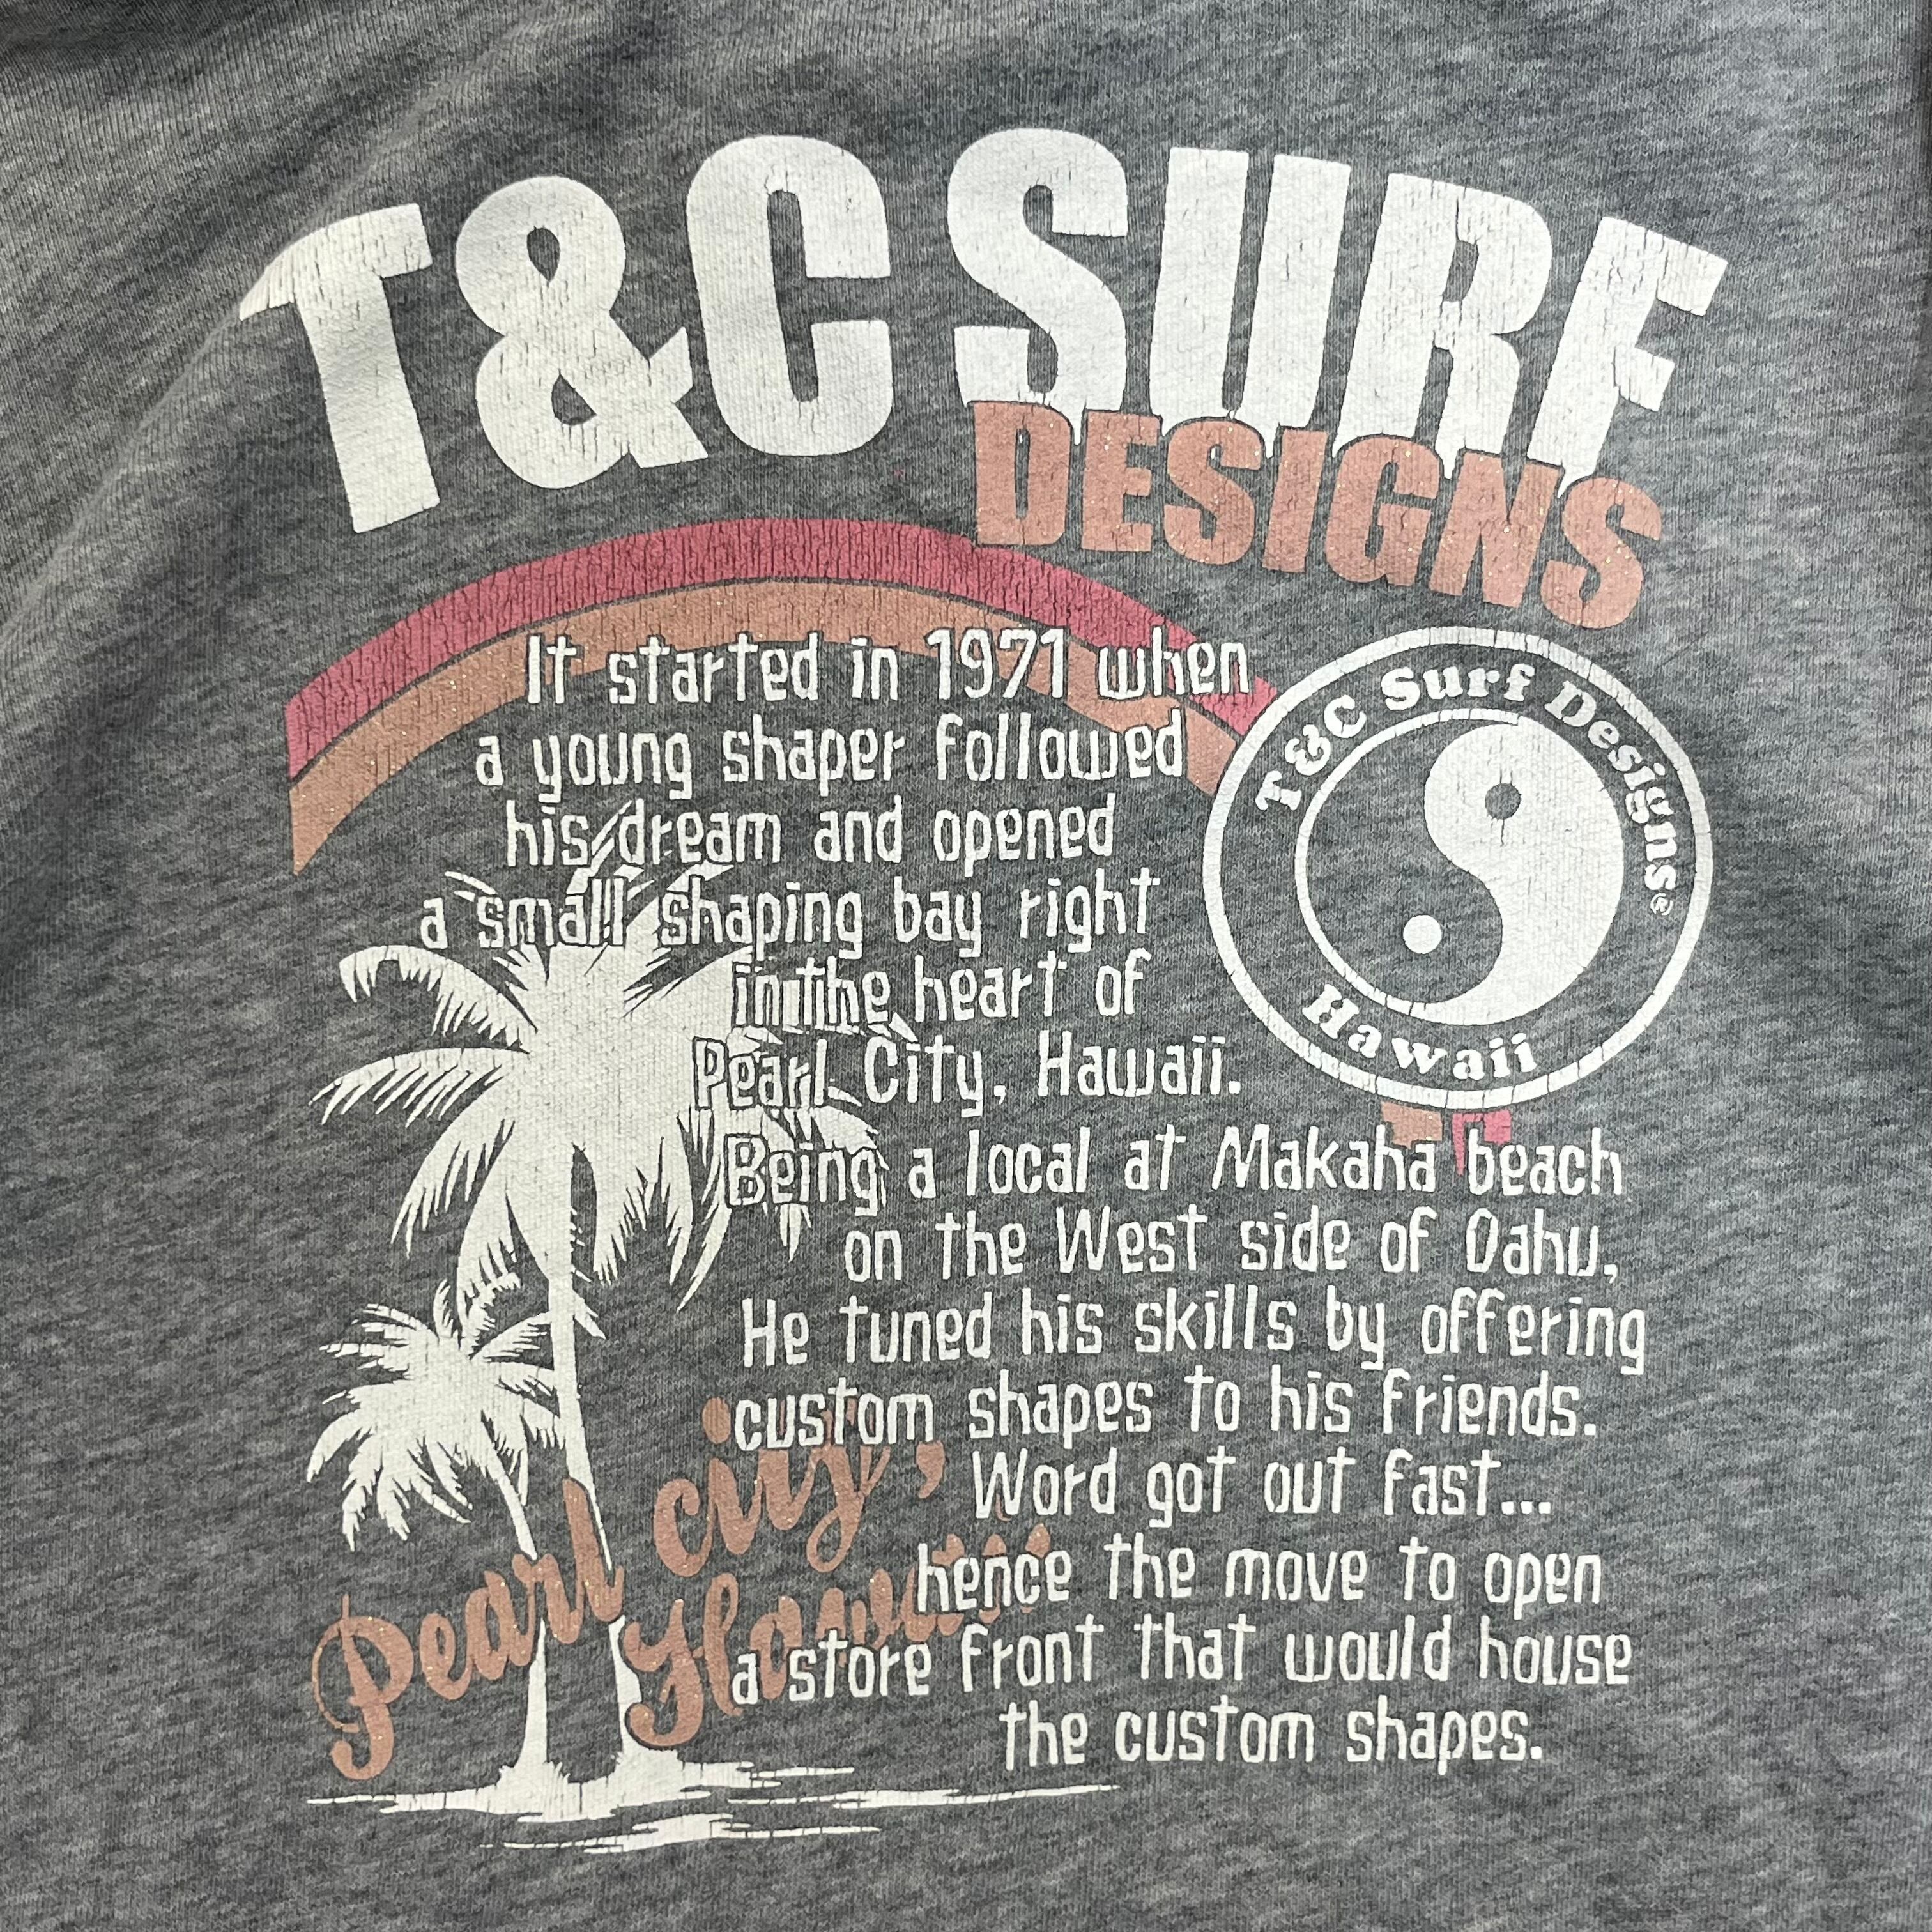 T&C SURF
DESIGNS
It started in 1971 when
a young shaper followed
his dream and opened
a small shaping bay right
in the heart of
Pearl City, Hawaii.
T&C Surf Designs®
Hawaii
Being a local at Makaha beach
on the West side of Oahu,
He tuned his skills by offering
custom shapes to his friends.
Word got out fast...
hence the move to open
a store front that would house
the custom shapes.
Pearl city,
Hawaii